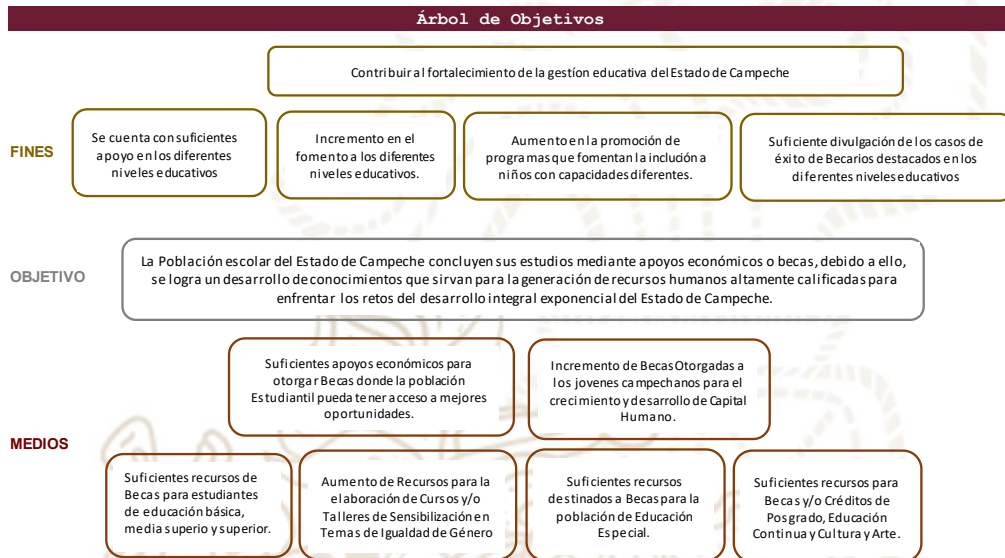 Árbol de Objetivos
Contribuir al fortalecimiento de la gestíon educativa del Estado de Campeche
FINES
Se cuenta con suficientes
apoyo en los diferentes
niveles educativos
Incremento en el
fomento a los diferentes
niveles educativos.
Aumento en la promoción de
programas que fomentan la inclución a
niños con capacidades diferentes.
Suficiente divulgación de los casos de
éxito de Becarios destacados en los
diferentes niveles educativos
OBJETIVO
La Población escolar del Estado de Campeche concluyen sus estudios mediante apoyos económicos o becas, debido a ello,
se logra un desarrollo de conocimientos que sirvan para la generación de recursos humanos altamente calificadas para
enfrentar los retos del desarrollo integral exponencial del Estado de Campeche.
MEDIOS
Suficientes apoyos económicos para
otorgar Becas donde la población
Estudiantil pueda tener acceso a mejores
oportunidades.
Incremento de Becas Otorgadas a
los jovenes campechanos para el
crecimiento y desarrollo de Capital
Humano.
Suficientes recursos de
Becas para estudiantes
de educación básica,
media superio y superior.
Aumento de Recursos para la
elaboración de Cursos y/o
Talleres de Sensibilización en
Temas de Igualdad de Género
Suficientes recursos
destinados a Becas para la
población de Educación
Especial.
Suficientes recursos para
Becas y/o Créditos de
Posgrado, Educación
Continua y Cultura y Arte.